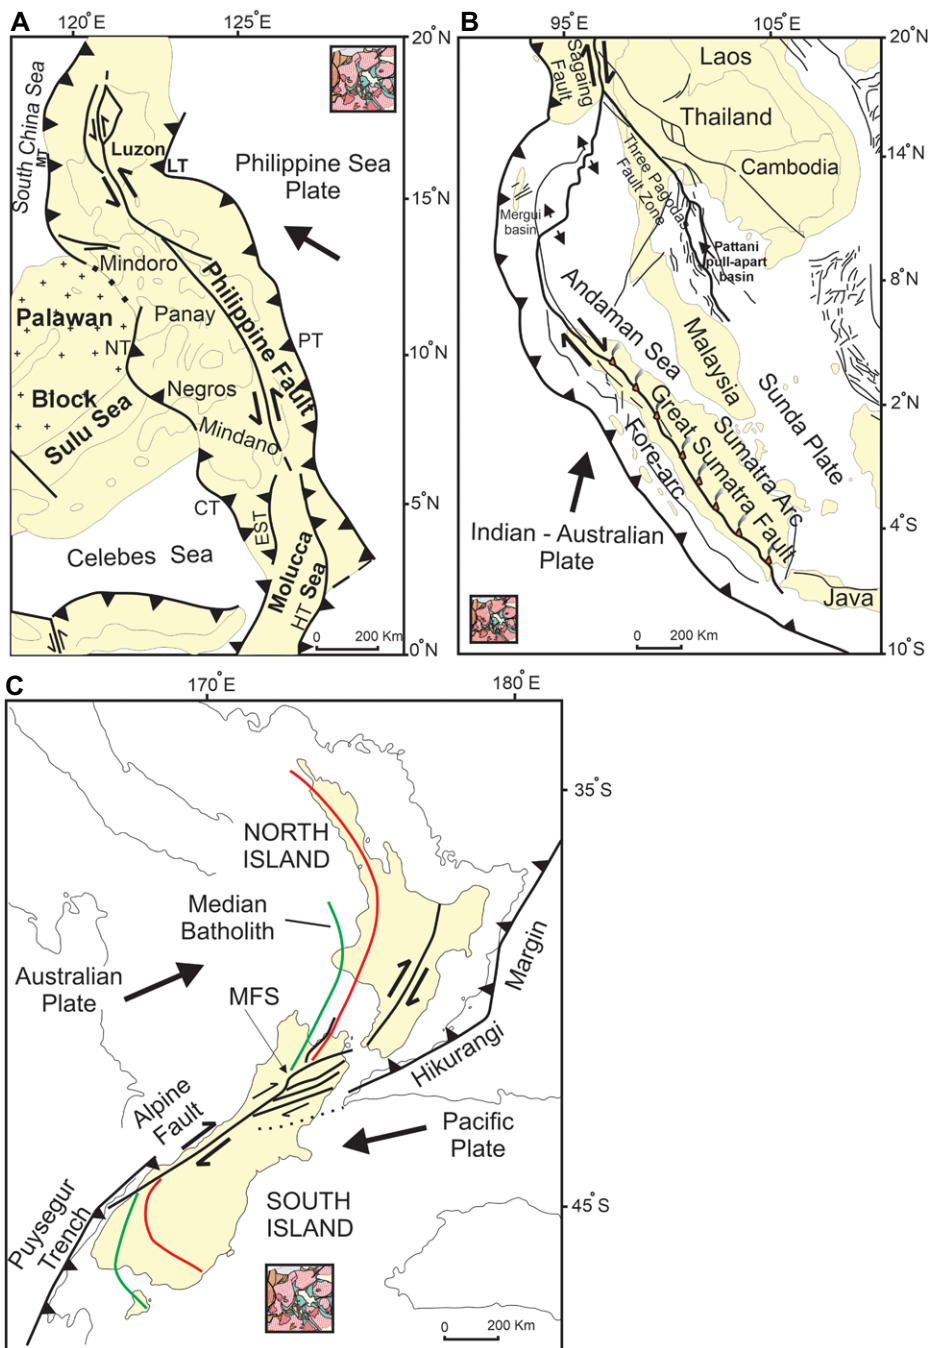 A
120°E
125°E
20°N
South China Sea
MT
Luzon
LT
Philippine Sea
Plate
15°N
Mindoro
Palawan
Block
Panay
Philippine Fault
PT
NT
10°N
Negros
Sulu Sea
Mindano
CT
EST
5°N
Celebes Sea
Molucca
Sea
HT
0
200 Km
0°N
B
95°E
105°E
20°N
Sagaing
Fault
Laos
Thailand
14°N
Cambodia
Three Pagodas
Fault Zone
Mergui
basin
Pattani
pull-apart
basin
8°N
Andaman Sea
Malaysia
Sunda Plate
2°N
Great Sumatra Fault
Sumatra Arc
Fore-arc
Indian - Australian
Plate
4°S
Java
0
200 Km
10°S
C
170°E
180°E
35°S
NORTH
ISLAND
Median
Batholith
Australian
Plate
MFS
Margin
Hikurangi
Alpine
Fault
Pacific
Plate
Puysegur
Trench
SOUTH
ISLAND
45°S
0
200 Km